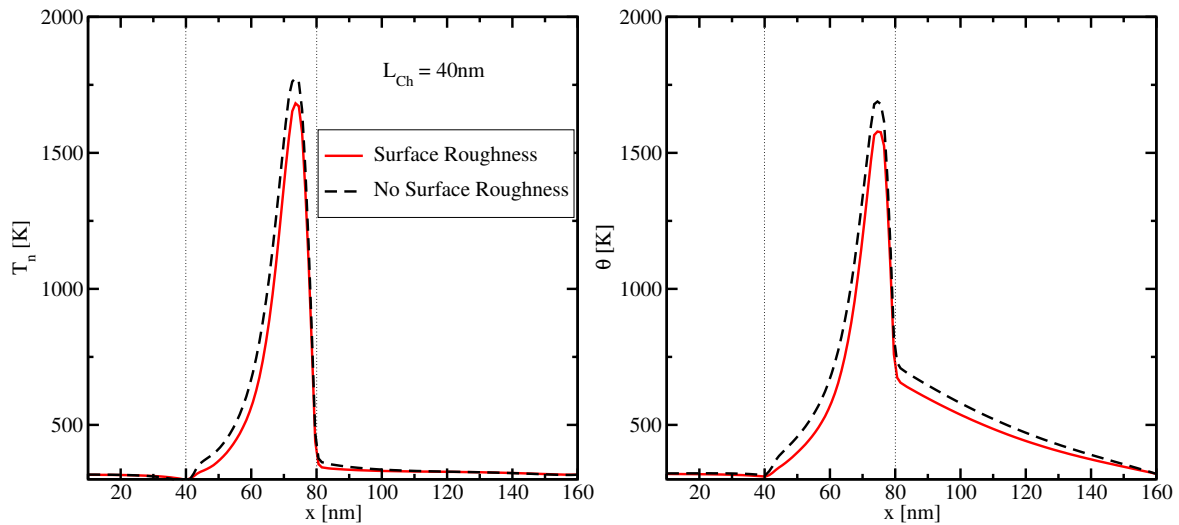 2000
1500
1000
500
T_n [K]
L_Ch = 40nm
Surface Roughness
No Surface Roughness
20 40 60 80 100 120 140 160
x [nm]
2000
1500
1000
500
θ [K]
20 40 60 80 100 120 140 160
x [nm]